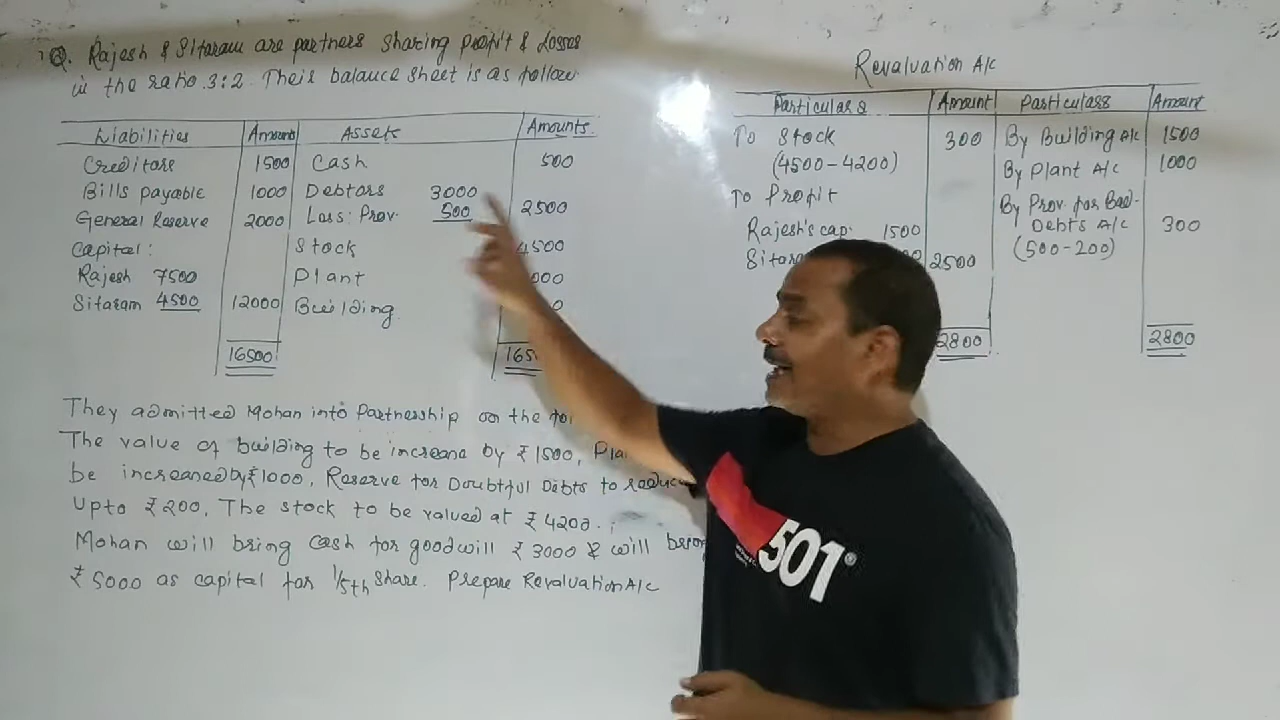 Q. Rajesh & Sitaram are partners sharing profit & Losses
in the ratio 3:2. Their balance sheet is as follow
Liabilities Amount Assets Amounts
Creditors 1500 Cash 500
Bills payable 1000 Debtors 3000
General Reserve 2000 Less: Prov. 500 2500
Capital: Stock 4500
Rajesh 7500 Plant
Sitaram 4500 12000 Building
16500
They admitted Mohan into Partnership on the
The value of building to be increane by ₹ 1500,
be increaned by ₹ 1000, Reserve for Doubtful Debts to
Upto ₹ 200, The stock to be valued at ₹ 4200.
Mohan will bring cash for goodwill ₹ 3000 & will
₹ 5000 as capital for 1/5th Share. Prepare Revaluation A/c
Revaluation A/c
Particulars Amount Particulars Amount
To Stock 300 By Building A/c 1500
(4500-4200) By Plant A/c 1000
To Profit By Prov. for Bad-
Rajesh's cap. 1500 Debts A/c 300
2500 (500-200)
2800 2800
501